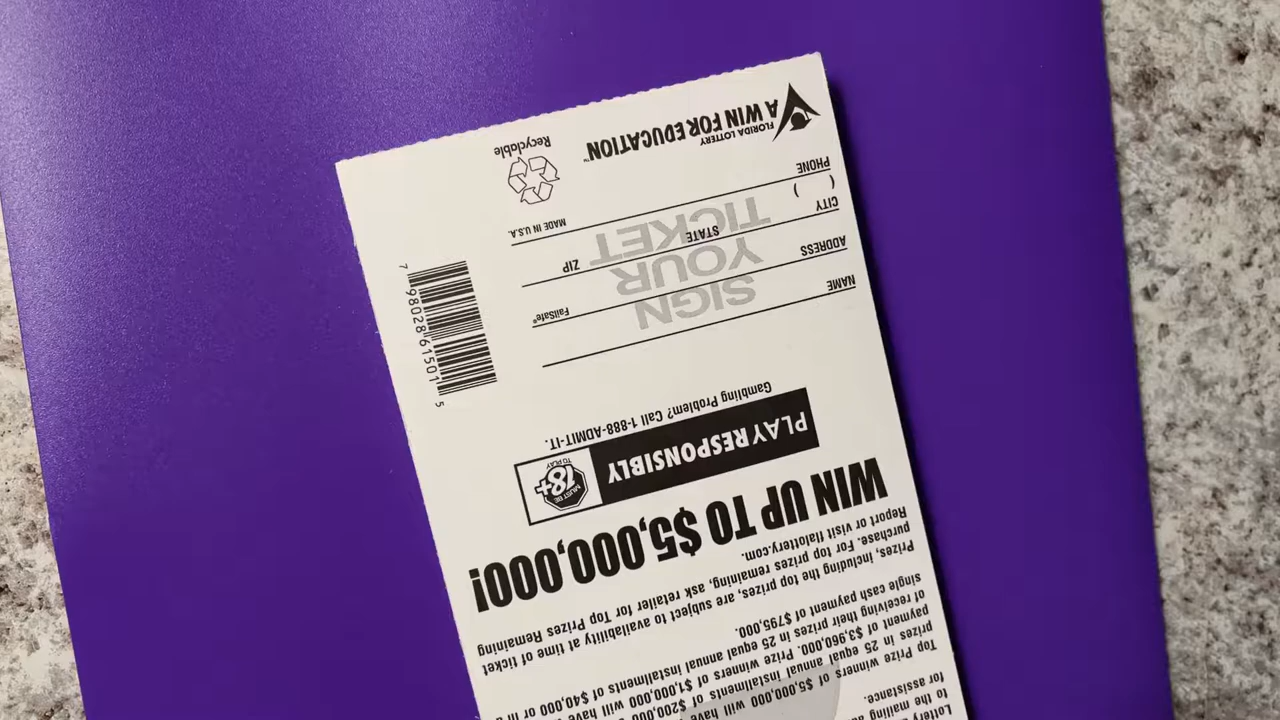 Lottery
to the mailing
for assistance.
Top Prize winners of $5,000,000 will have
prizes in 25 equal annual installments of $200,000
payment of $3,960,000. Prize winners of $1,000,000 will have
of receiving their prizes in 25 equal annual installments of $40,000 or in
single cash payment of $795,000.
Prizes, including the top prizes, are subject to availability at time of ticket
purchase. For top prizes remaining, ask retailer for Top Prizes Remaining
Report or visit flalottery.com.
WIN UP TO $5,000,000!
PLAY RESPONSIBLY
MUST BE
18+
TO PLAY
Gambling Problem? Call 1-888-ADMIT-IT.
SIGN
YOUR
TICKET
NAME
FailSafe®
ADDRESS
CITY STATE ZIP
( )
PHONE
MADE IN U.S.A.
FLORIDA LOTTERY
A WIN FOR EDUCATION™
Recyclable
7 98028 61501 5